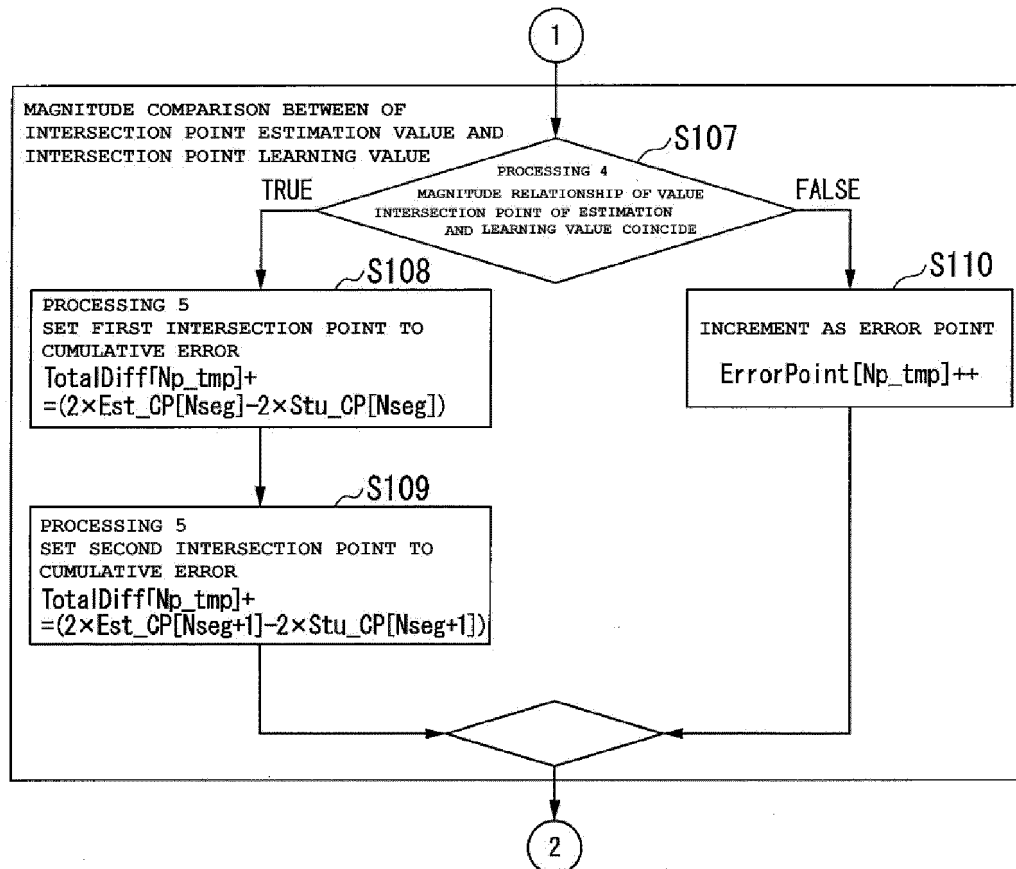 1
MAGNITUDE COMPARISON BETWEEN OF
INTERSECTION POINT ESTIMATION VALUE AND
INTERSECTION POINT LEARNING VALUE
S107
PROCESSING 4
MAGNITUDE RELATIONSHIP OF VALUE
INTERSECTION POINT OF ESTIMATION
AND LEARNING VALUE COINCIDE
TRUE
FALSE
S108
PROCESSING 5
SET FIRST INTERSECTION POINT TO
CUMULATIVE ERROR
TotalDiff[Np_tmp]+
=(2×Est_CP[Nseg]-2×Stu_CP[Nseg])
S110
INCREMENT AS ERROR POINT
ErrorPoint[Np_tmp]++
S109
PROCESSING 5
SET SECOND INTERSECTION POINT TO
CUMULATIVE ERROR
TotalDiff[Np_tmp]+
=(2×Est_CP[Nseg+1]-2×Stu_CP[Nseg+1])
2